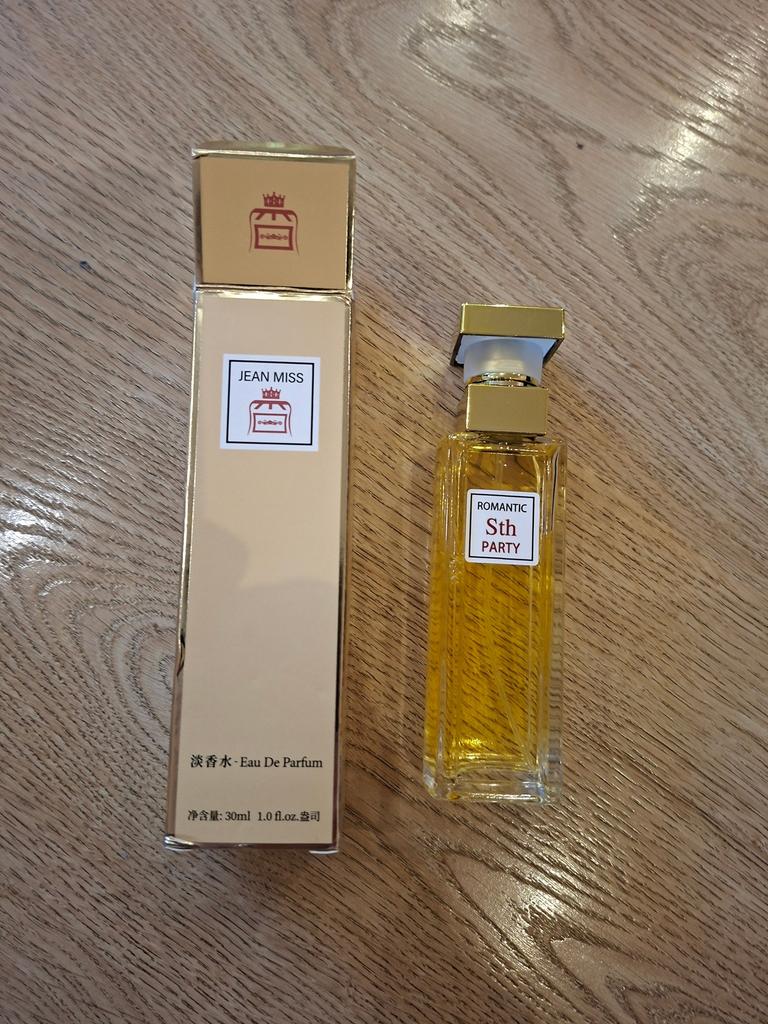 JEAN MISS
淡香水 - Eau De Parfum
净含量: 30ml 1.0 fl.oz.盎司
ROMANTIC
Sth
PARTY